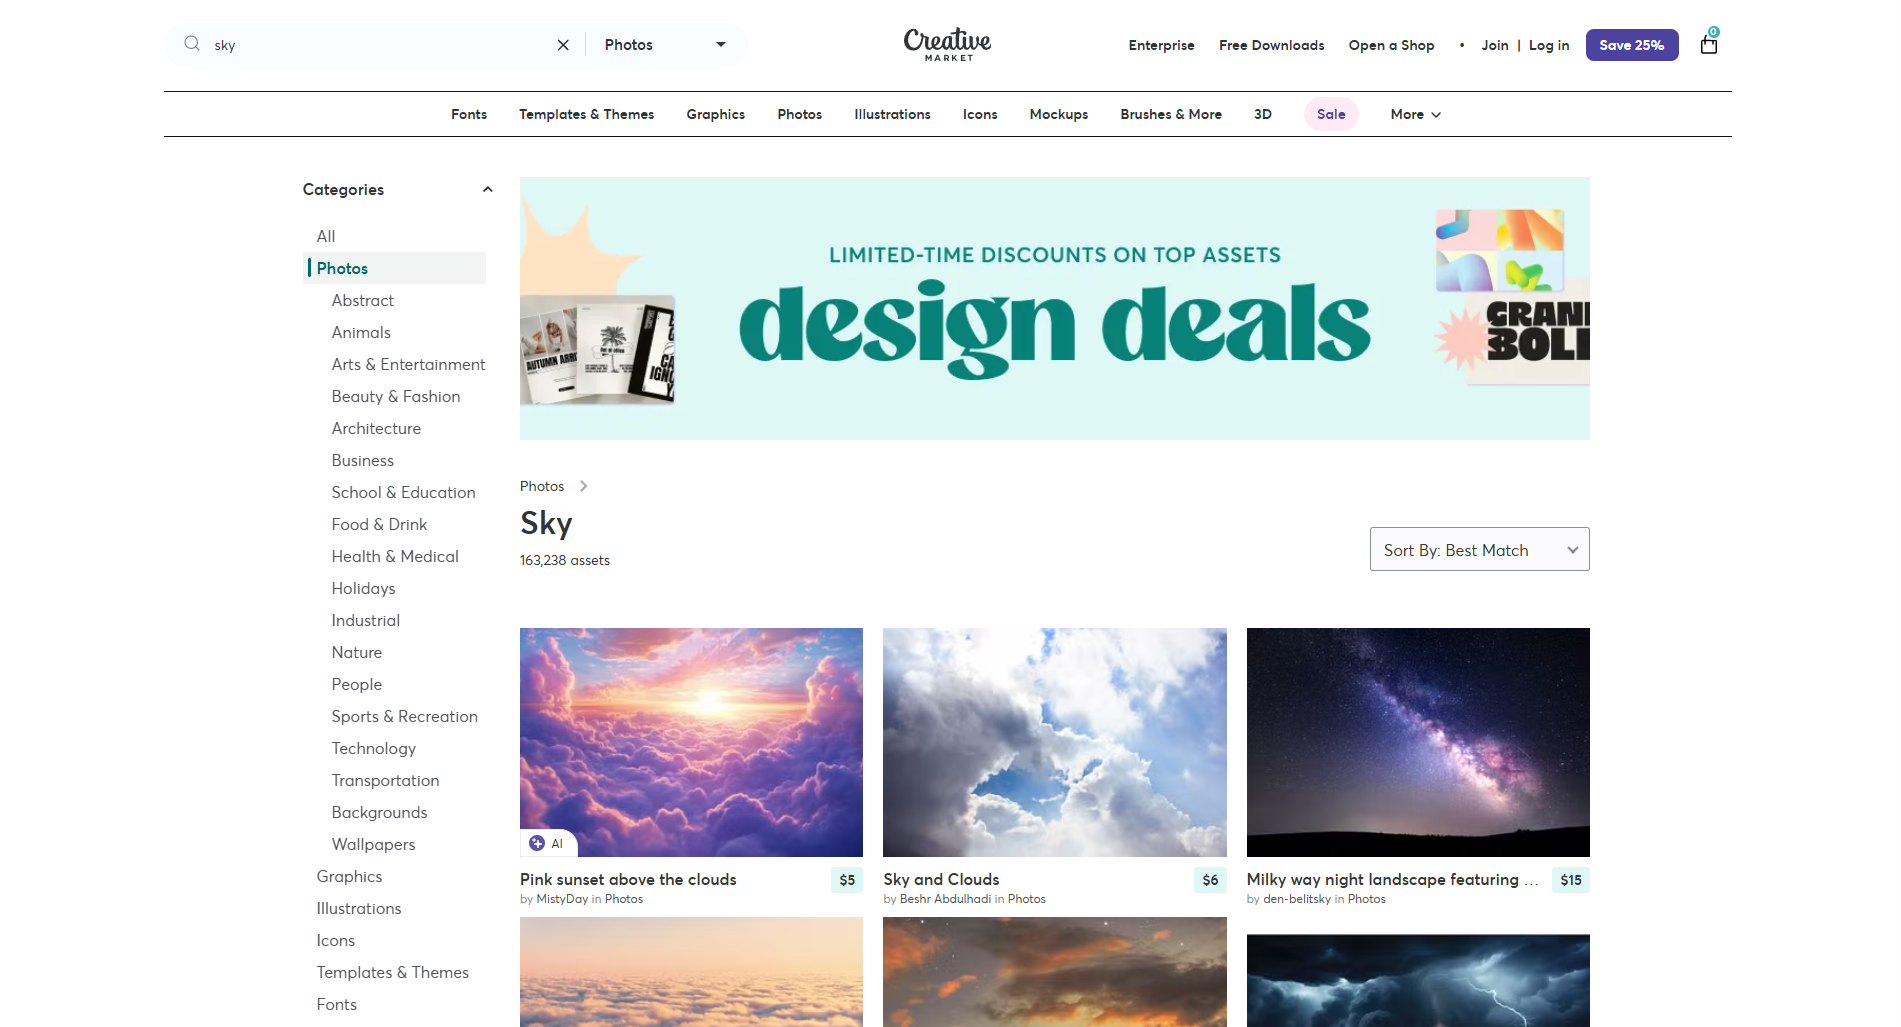 sky
Photos
Creative
MARKET
Enterprise
Free Downloads
Open a Shop
•
Join | Log in
Save 25%
0
Fonts
Templates & Themes
Graphics
Photos
Illustrations
Icons
Mockups
Brushes & More
3D
Sale
More
Categories
All
Photos
Abstract
Animals
Arts & Entertainment
Beauty & Fashion
Architecture
Business
School & Education
Food & Drink
Health & Medical
Holidays
Industrial
Nature
People
Sports & Recreation
Technology
Transportation
Backgrounds
Wallpapers
Graphics
Illustrations
Icons
Templates & Themes
Fonts
LIMITED-TIME DISCOUNTS ON TOP ASSETS
design deals
AUTUMN ARRI
GRAN
BOL
Photos
Sky
163,238 assets
Sort By: Best Match
AI
Pink sunset above the clouds
$5
by MistyDay in Photos
Sky and Clouds
$6
by Beshr Abdulhadi in Photos
Milky way night landscape featuring …
$15
by den-belitsky in Photos